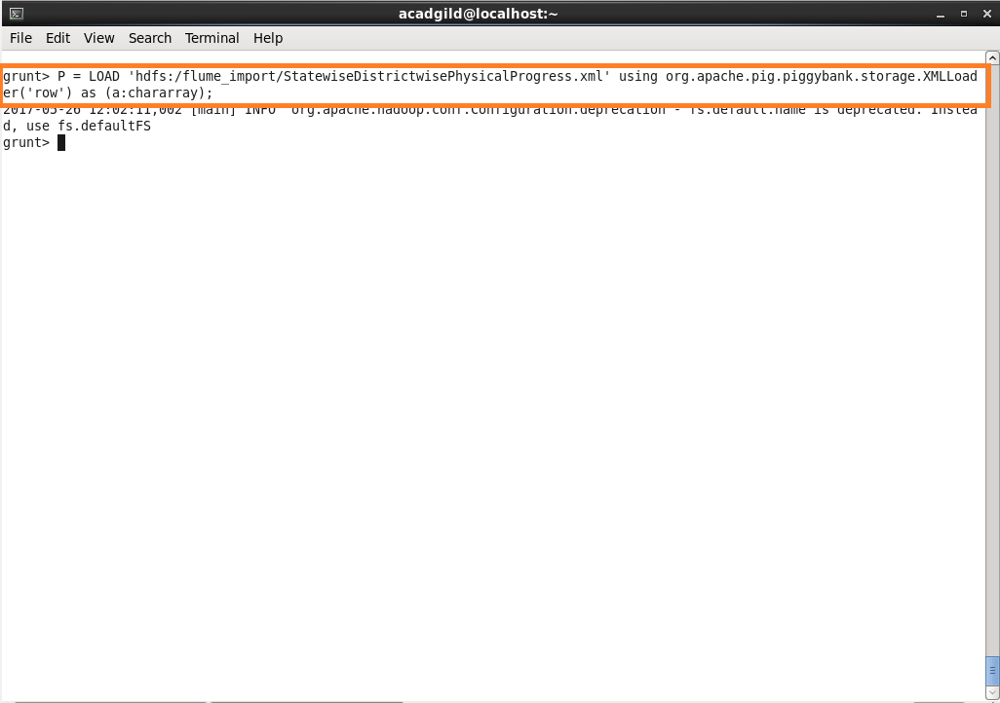 acadgild@localhost:~
File Edit View Search Terminal Help
grunt> P = LOAD 'hdfs:/flume_import/StatewiseDistrictwisePhysicalProgress.xml' using org.apache.pig.piggybank.storage.XMLLoad
er('row') as (a:chararray);
2017-05-26 12:02:11,002 [main] INFO  org.apache.hadoop.conf.Configuration.deprecation - fs.default.name is deprecated. Instea
d, use fs.defaultFS
grunt>